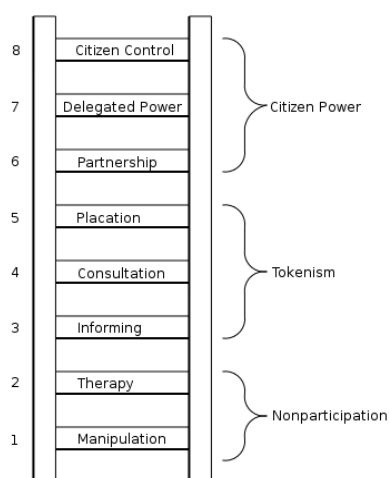 8 Citizen Control
7 Delegated Power
Citizen Power
6 Partnership
5 Placation
4 Consultation
Tokenism
3 Informing
2 Therapy
Nonparticipation
1 Manipulation